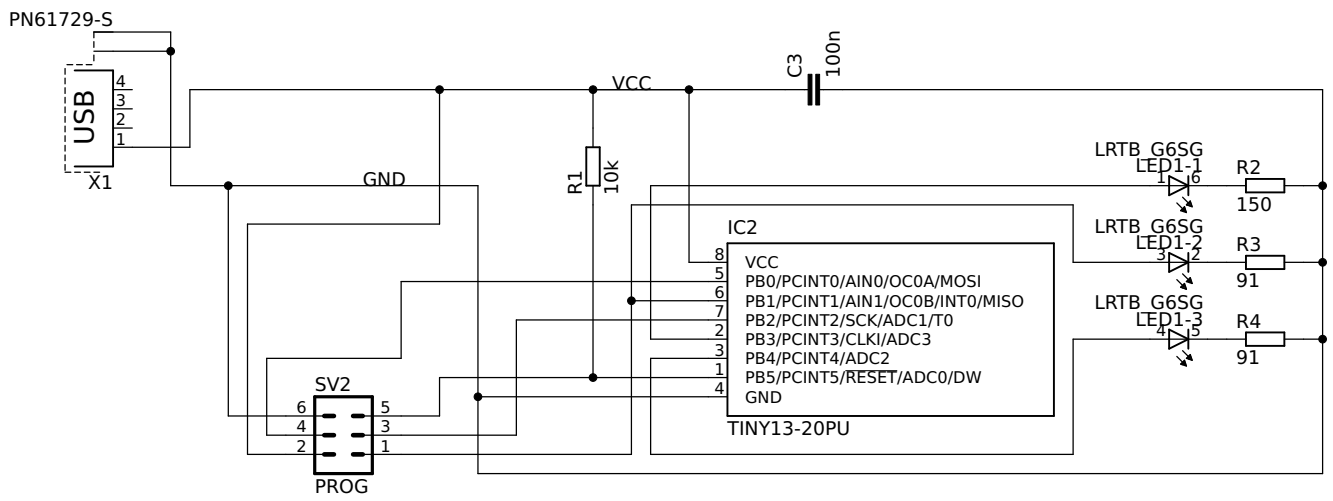 PN61729-S
USB
4
3
2
1
X1
GND
VCC
C3
100n
R1
10k
LRTB_G6SG
LED1-1
1
6
R2
150
LRTB_G6SG
LED1-2
3
2
R3
91
LRTB_G6SG
LED1-3
4
5
R4
91
IC2
8 VCC
5 PB0/PCINT0/AIN0/OC0A/MOSI
6 PB1/PCINT1/AIN1/OC0B/INT0/MISO
7 PB2/PCINT2/SCK/ADC1/T0
2 PB3/PCINT3/CLKI/ADC3
3 PB4/PCINT4/ADC2
1 PB5/PCINT5/RESET/ADC0/DW
4 GND
TINY13-20PU
SV2
6 5
4 3
2 1
PROG